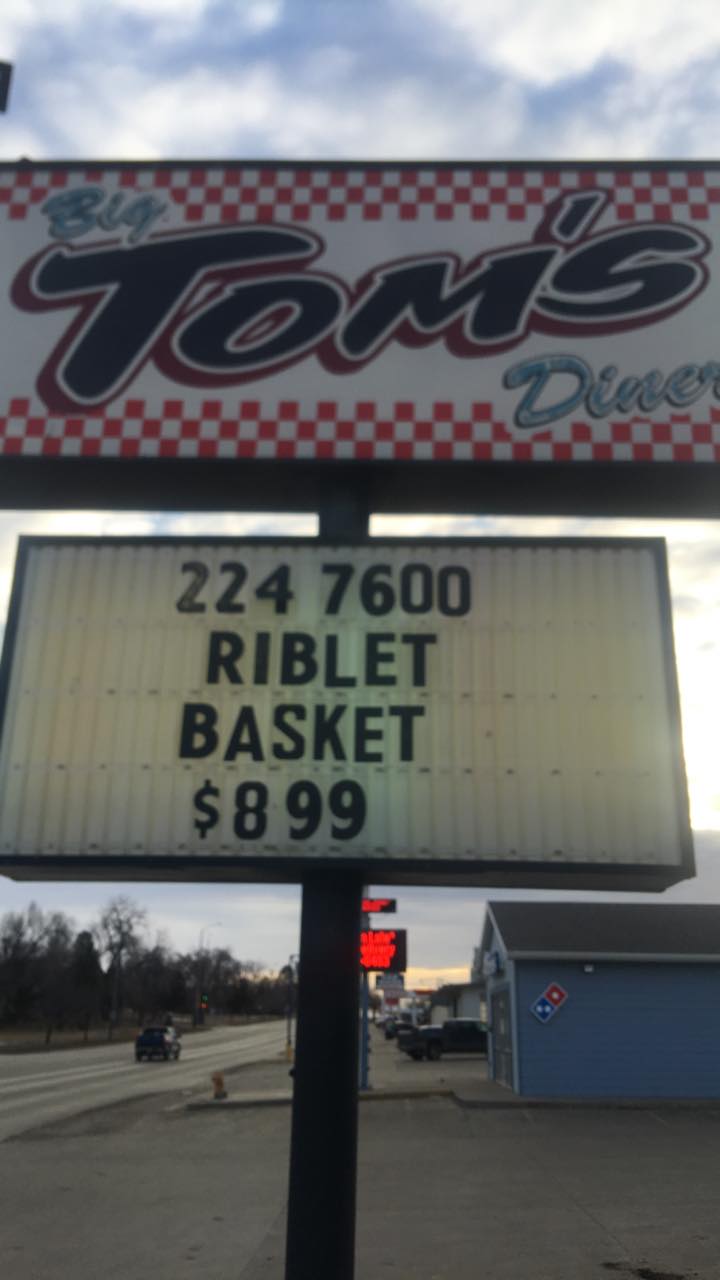 Big
TOM'S
Diner
224 7600
RIBLET
BASKET
$8 99